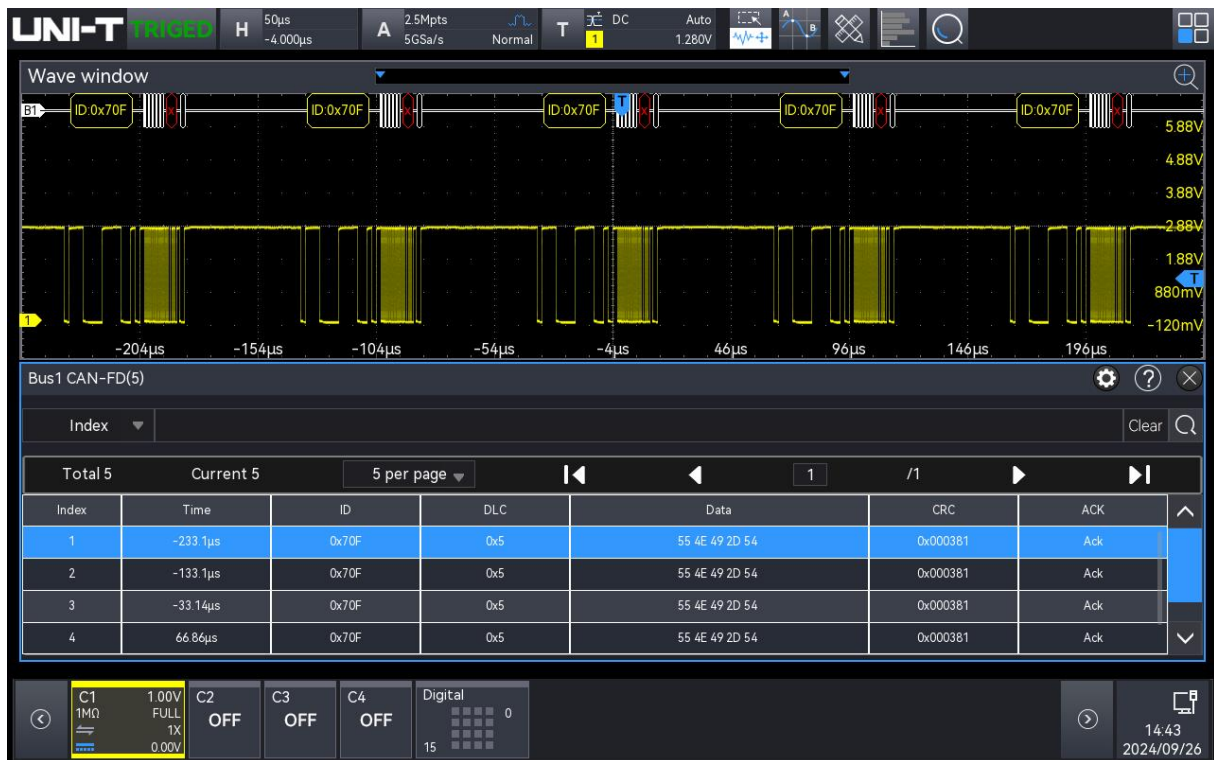 UNI-T TRIGED H 50µs -4.000µs A 2.5Mpts 5GSa/s Normal T DC 1 Auto 1.280V A B
Wave window
B1 ID:0x70F ID:0x70F T ID:0x70F ID:0x70F ID:0x70F
5.88V
4.88V
3.88V
2.88V
1.88V
T
880mV
1
-120mV
-204µs -154µs -104µs -54µs -4µs 46µs 96µs 146µs 196µs
Bus1 CAN-FD(5) ?
Index Clear
Total 5 Current 5 5 per page 1 /1
Index Time ID DLC Data CRC ACK
1 -233.1µs 0x70F 0x5 55 4E 49 2D 54 0x000381 Ack
2 -133.1µs 0x70F 0x5 55 4E 49 2D 54 0x000381 Ack
3 -33.14µs 0x70F 0x5 55 4E 49 2D 54 0x000381 Ack
4 66.86µs 0x70F 0x5 55 4E 49 2D 54 0x000381 Ack
C1 1.00V C2 C3 C4 Digital
1MΩ FULL OFF OFF OFF 0
1X
0.00V 15
14:43
2024/09/26